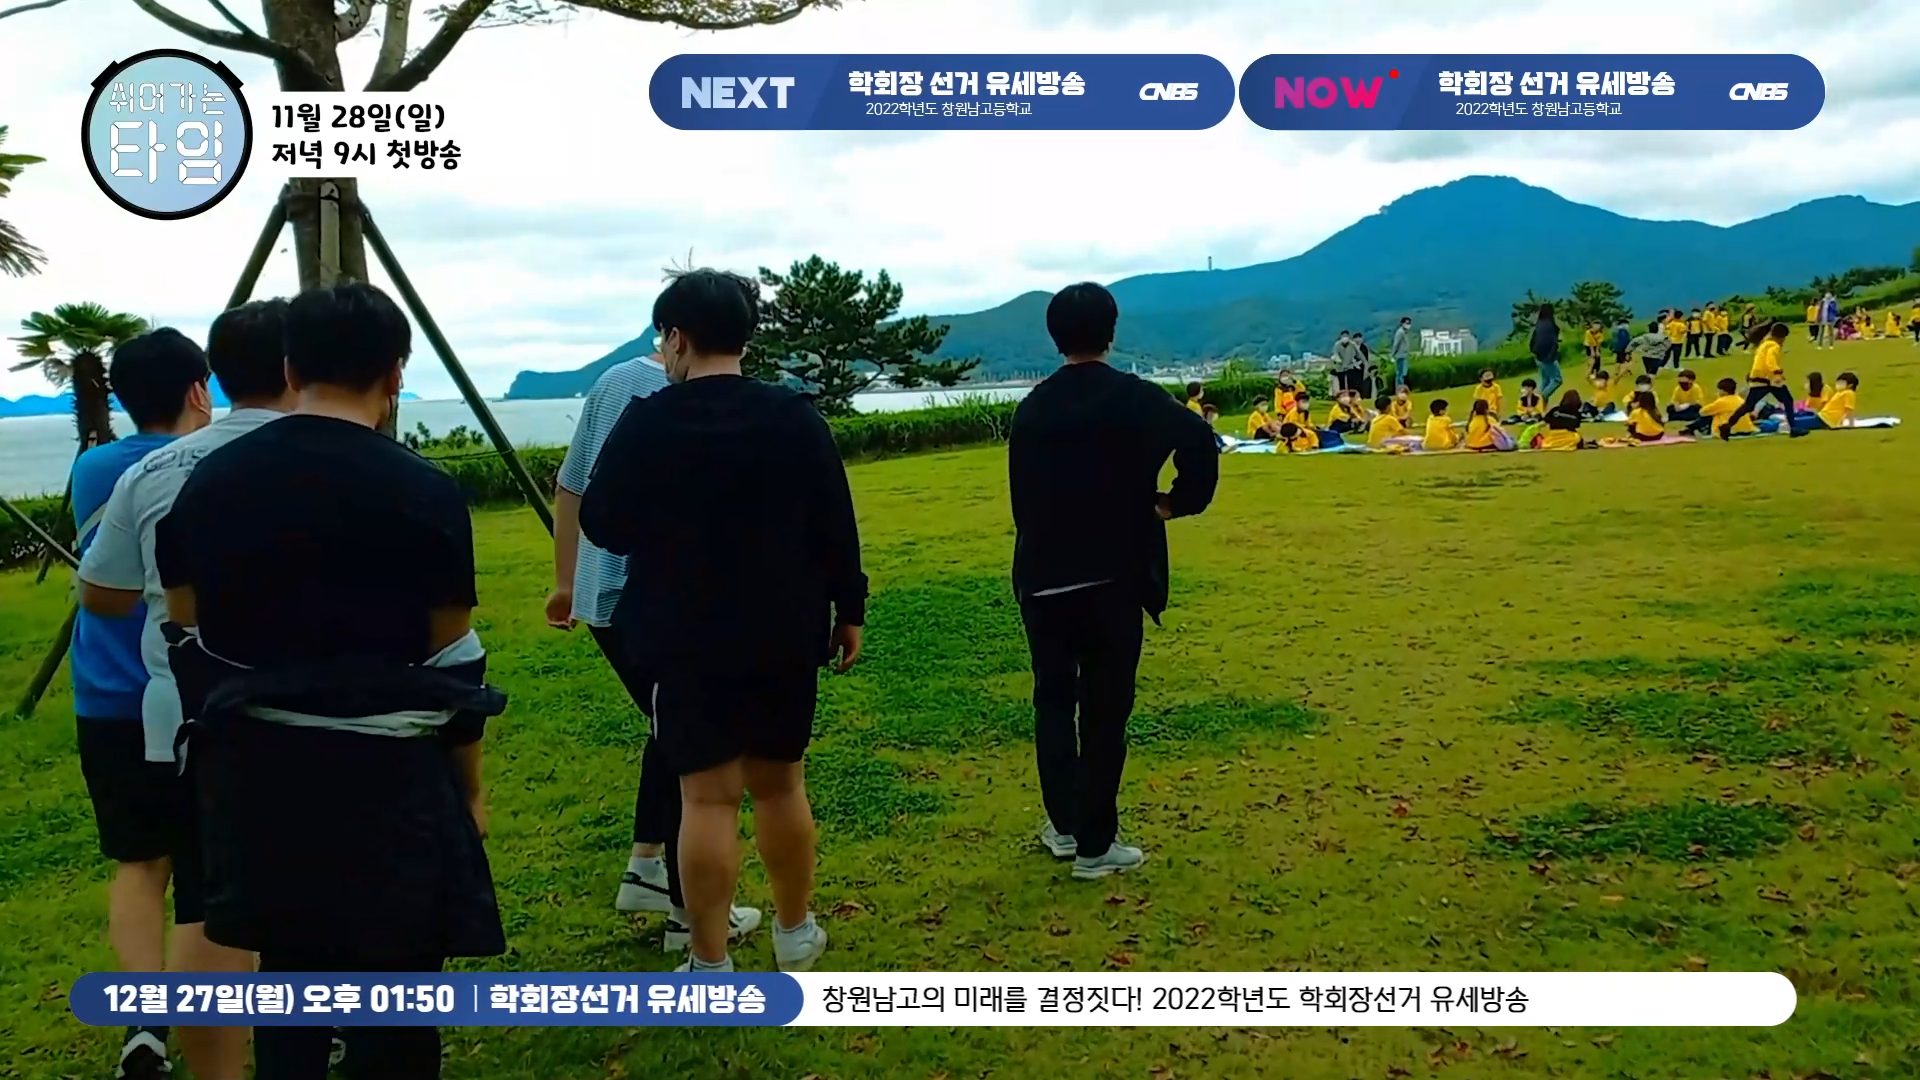 쉬어가는
타임
11월 28일(일)
저녁 9시 첫방송
NEXT
학회장 선거 유세방송
2022학년도 창원남고등학교
CNBS
NOW
학회장 선거 유세방송
2022학년도 창원남고등학교
CNBS
12월 27일(월) 오후 01:50 | 학회장선거 유세방송
창원남고의 미래를 결정짓다! 2022학년도 학회장선거 유세방송